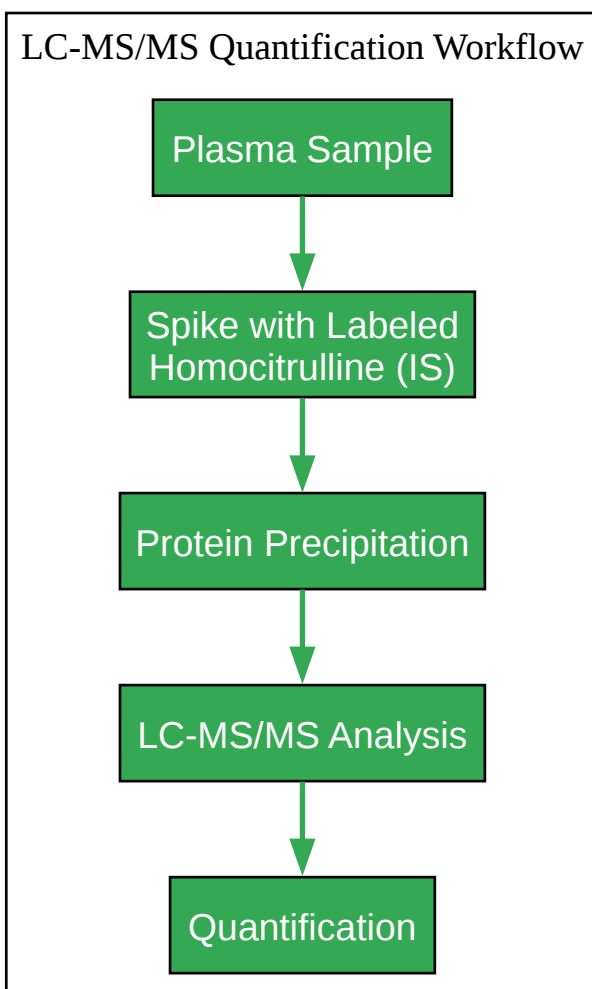 LC-MS/MS Quantification Workflow
Plasma Sample
Spike with Labeled
Homocitrulline (IS)
Protein Precipitation
LC-MS/MS Analysis
Quantification